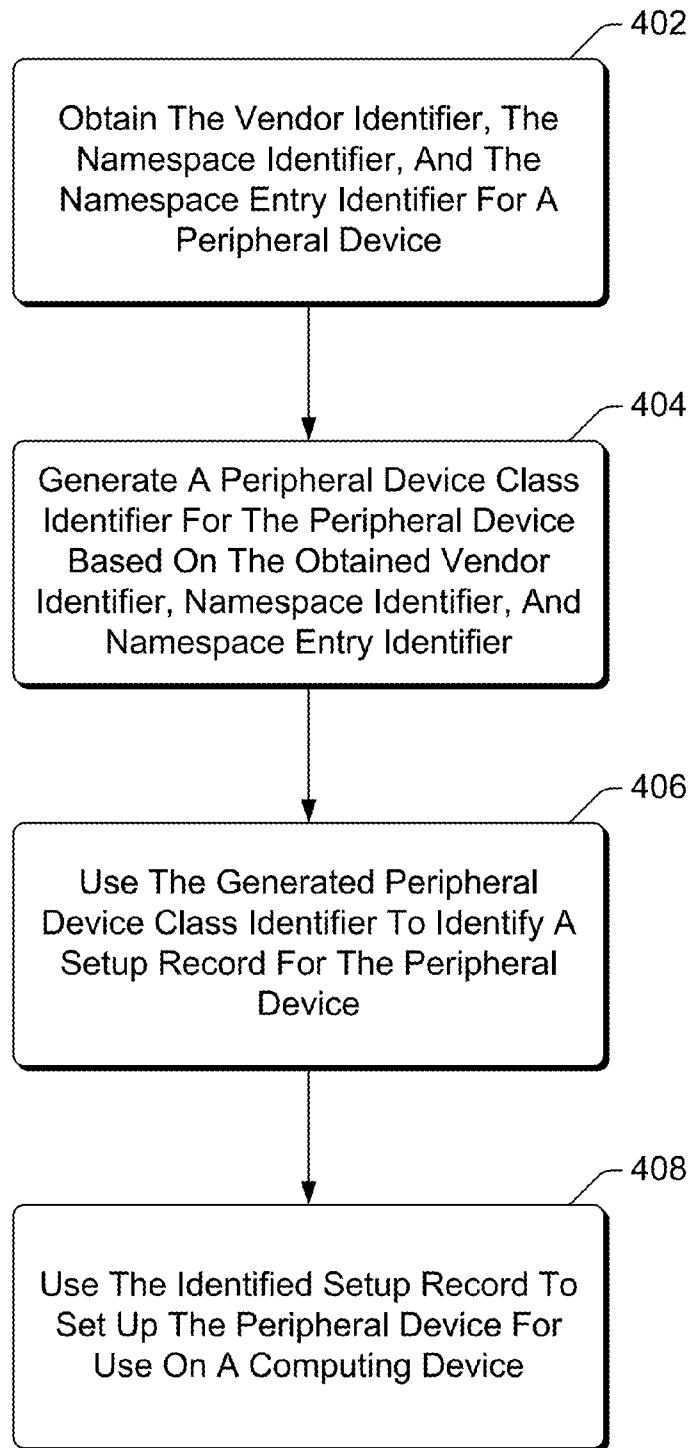 402
Obtain The Vendor Identifier, The
Namespace Identifier, And The
Namespace Entry Identifier For A
Peripheral Device
404
Generate A Peripheral Device Class
Identifier For The Peripheral Device
Based On The Obtained Vendor
Identifier, Namespace Identifier, And
Namespace Entry Identifier
406
Use The Generated Peripheral
Device Class Identifier To Identify A
Setup Record For The Peripheral
Device
408
Use The Identified Setup Record To
Set Up The Peripheral Device For
Use On A Computing Device